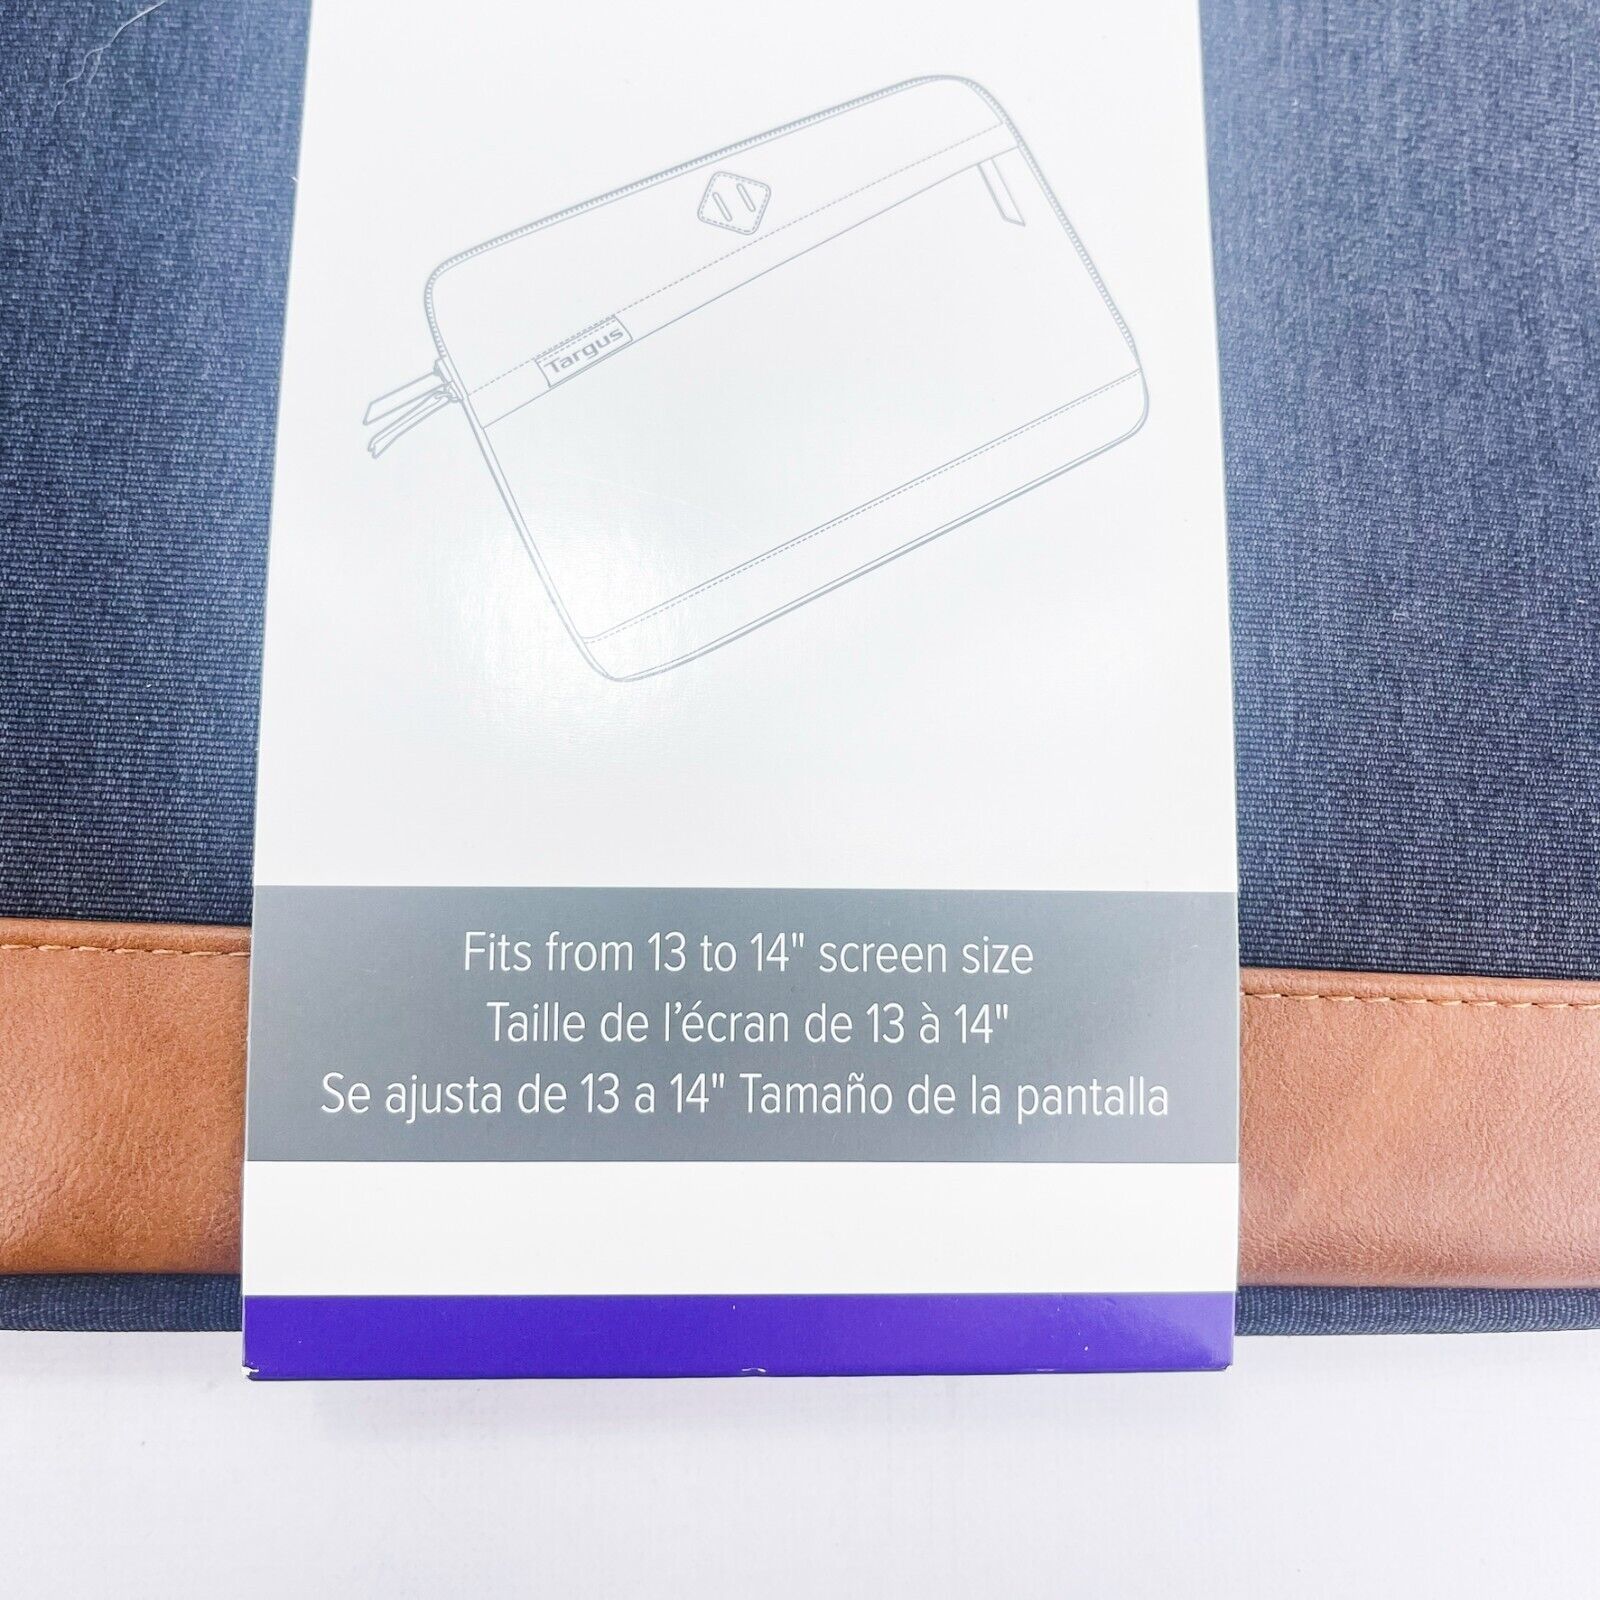 Targus
Fits from 13 to 14" screen size
Taille de l'écran de 13 à 14"
Se ajusta de 13 a 14" Tamaño de la pantalla